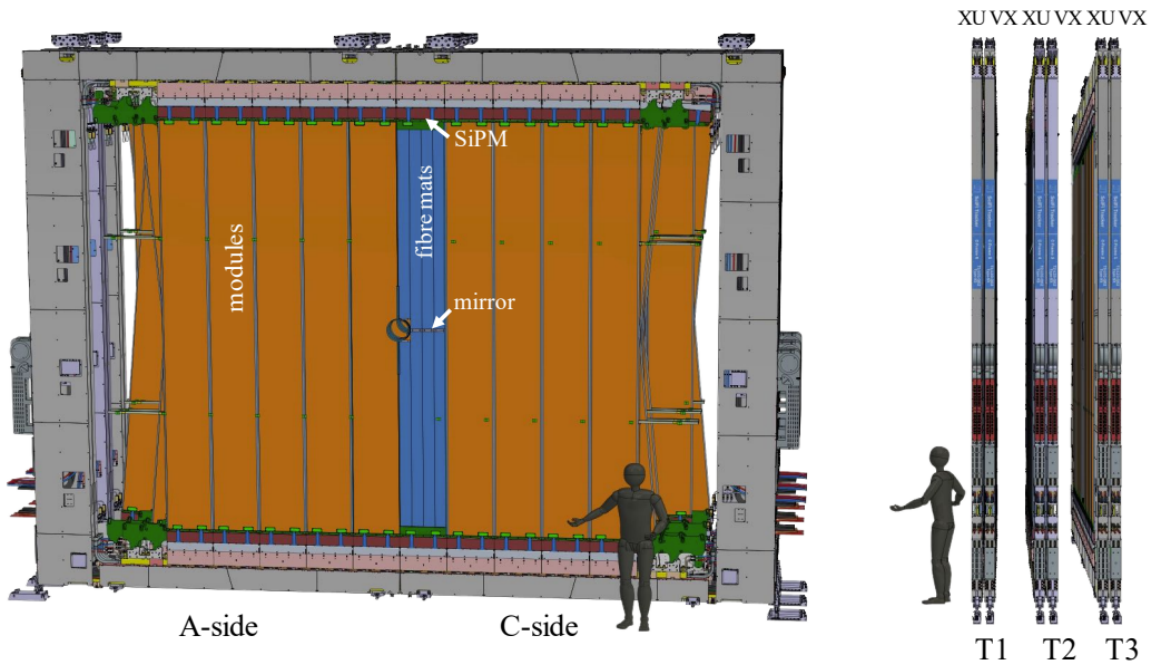 XU VX XU VX XU VX
SiPM
fibre mats
modules
mirror
A-side
C-side
T1
T2
T3